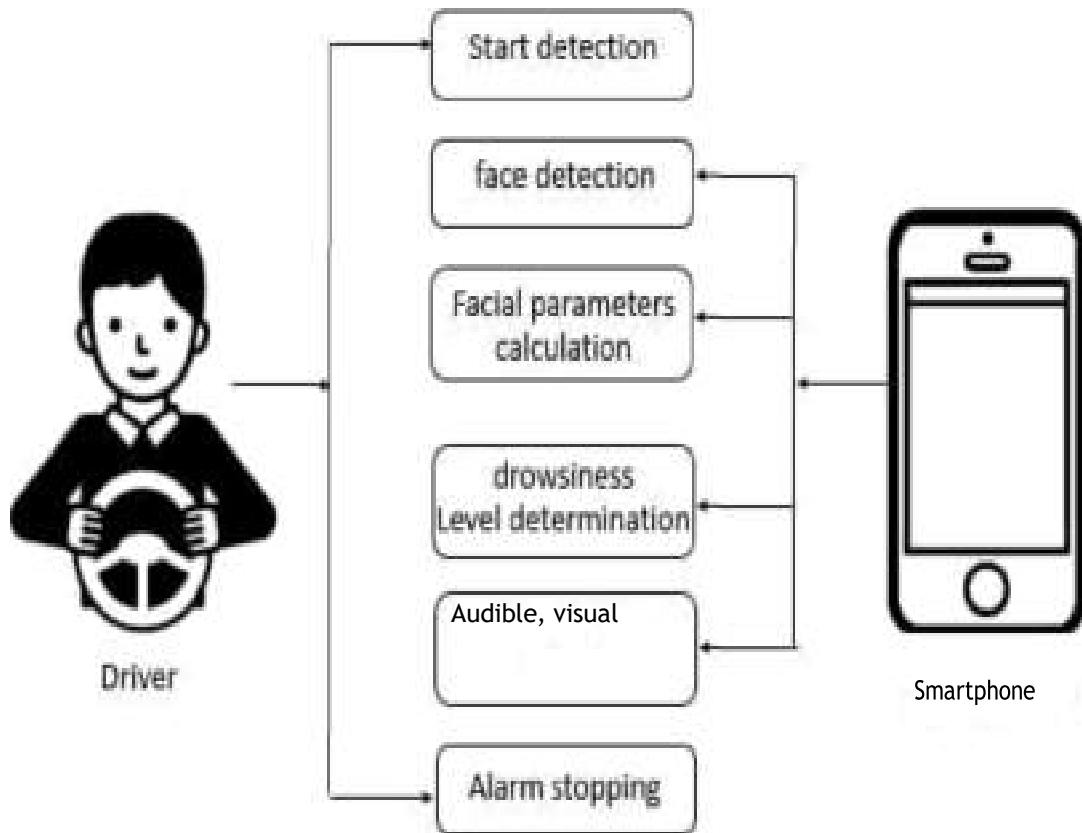 Start detection
face detection
Facial parameters
calculation
drowsiness
Level determination
Audible, visual
Alarm stopping
Driver
Smartphone